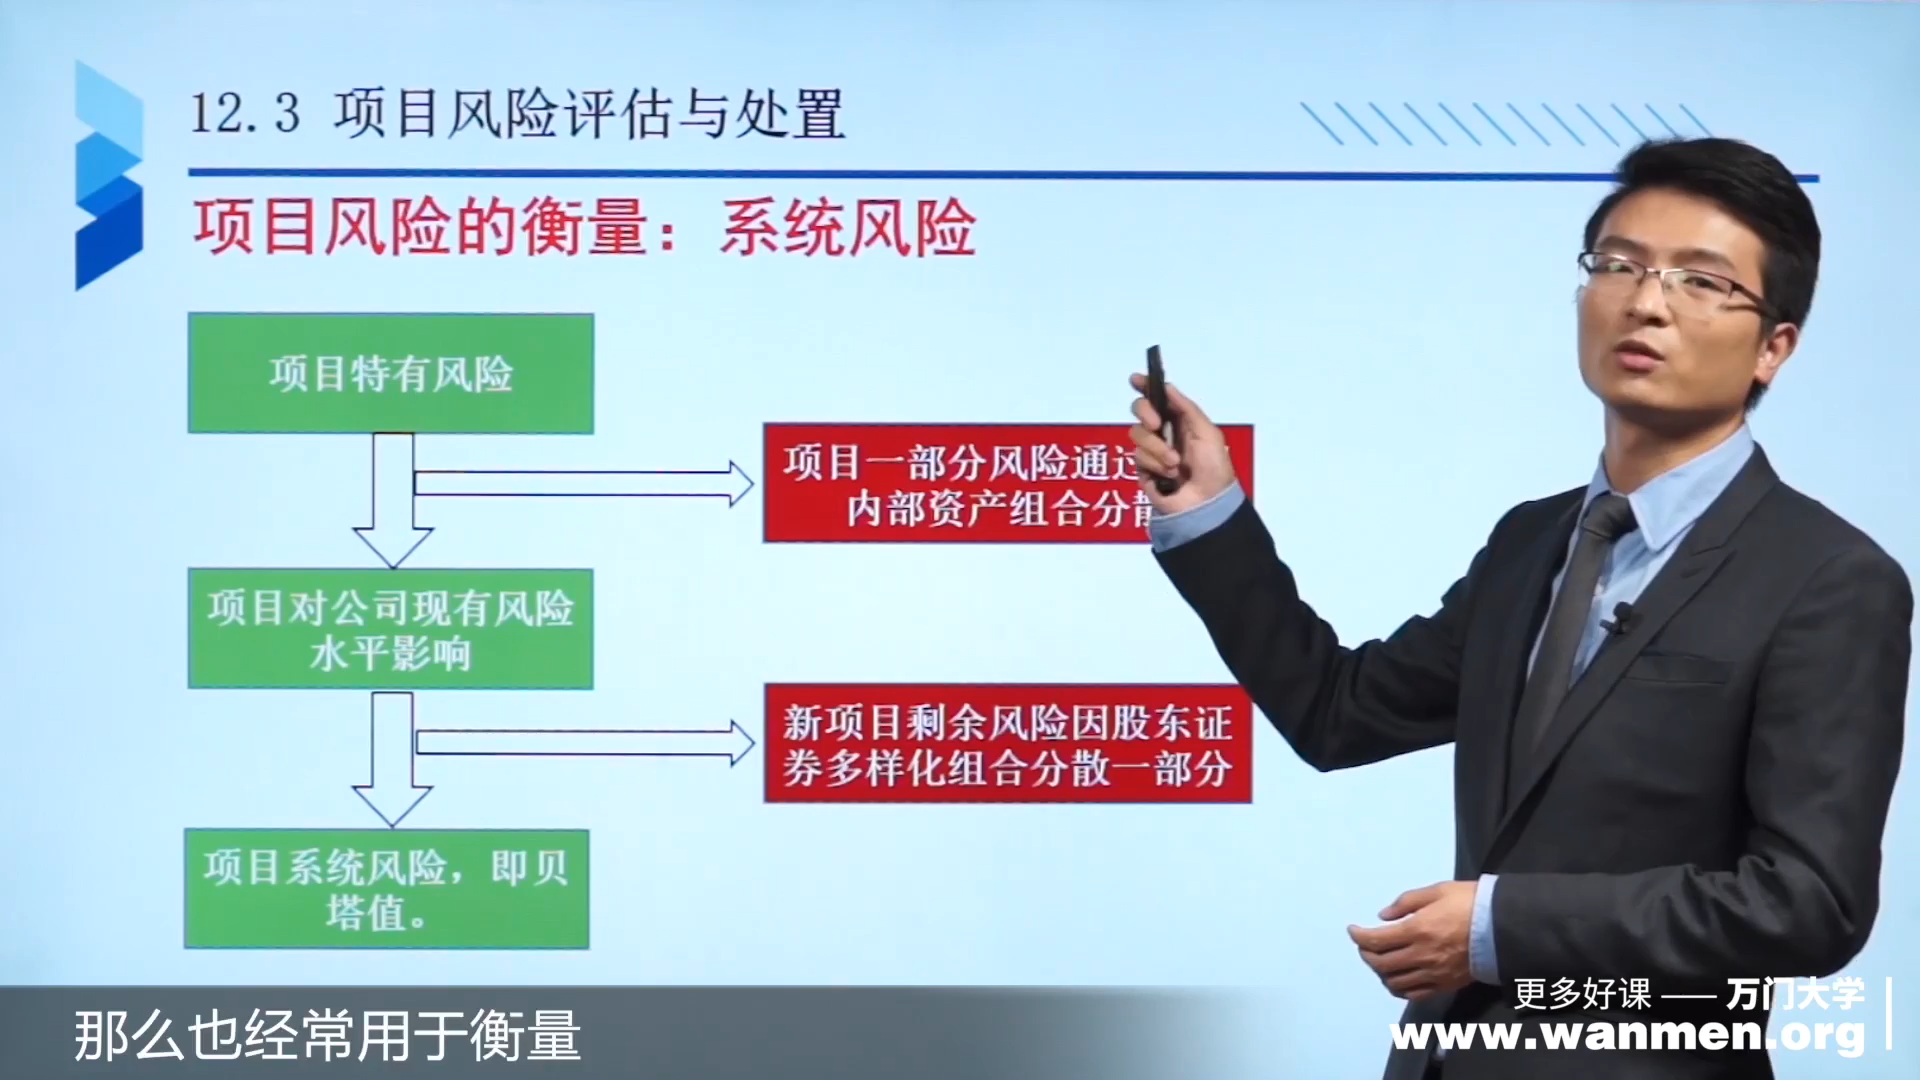 12.3 项目风险评估与处置
项目风险的衡量：系统风险
项目特有风险
项目一部分风险通过
内部资产组合分散
项目对公司现有风险
水平影响
新项目剩余风险因股东证
券多样化组合分散一部分
项目系统风险，即贝
塔值。
那么也经常用于衡量
更多好课 —— 万门大学
www.wanmen.org